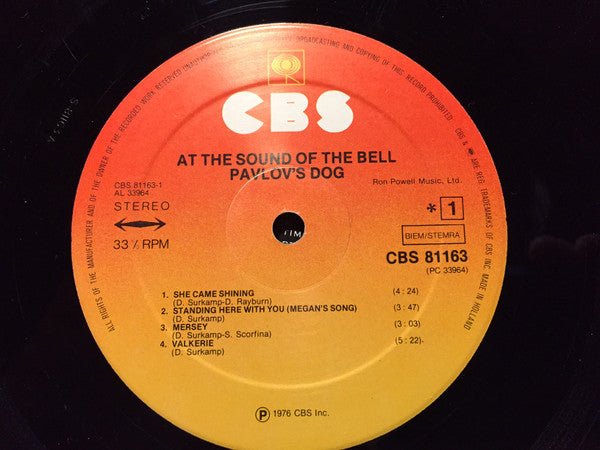 ALL RIGHTS OF THE MANUFACTURER AND OF THE OWNER OF THE RECORDED WORK RESERVED UNAUTHORISED BROADCASTING AND COPYING OF THIS RECORD PROHIBITED. CBS & ARE REG. TRADEMARKS OF CBS INC. MADE IN HOLLAND
CBS
AT THE SOUND OF THE BELL
PAVLOV'S DOG
Ron Powell Music, Ltd.
CBS 81163-1
AL 33964
STEREO
33 ⅓ RPM
* 1
BIEM/STEMRA
CBS 81163
(PC 33964)
1. SHE CAME SHINING (4 : 24)
(D. Surkamp-D. Rayburn)
2. STANDING HERE WITH YOU (MEGAN'S SONG) (3 : 47)
(D. Surkamp)
3. MERSEY (3 : 03)
(D. Surkamp-S. Scorfina)
4. VALKERIE (5 : 22)
(D. Surkamp)
Ⓟ 1976 CBS Inc.